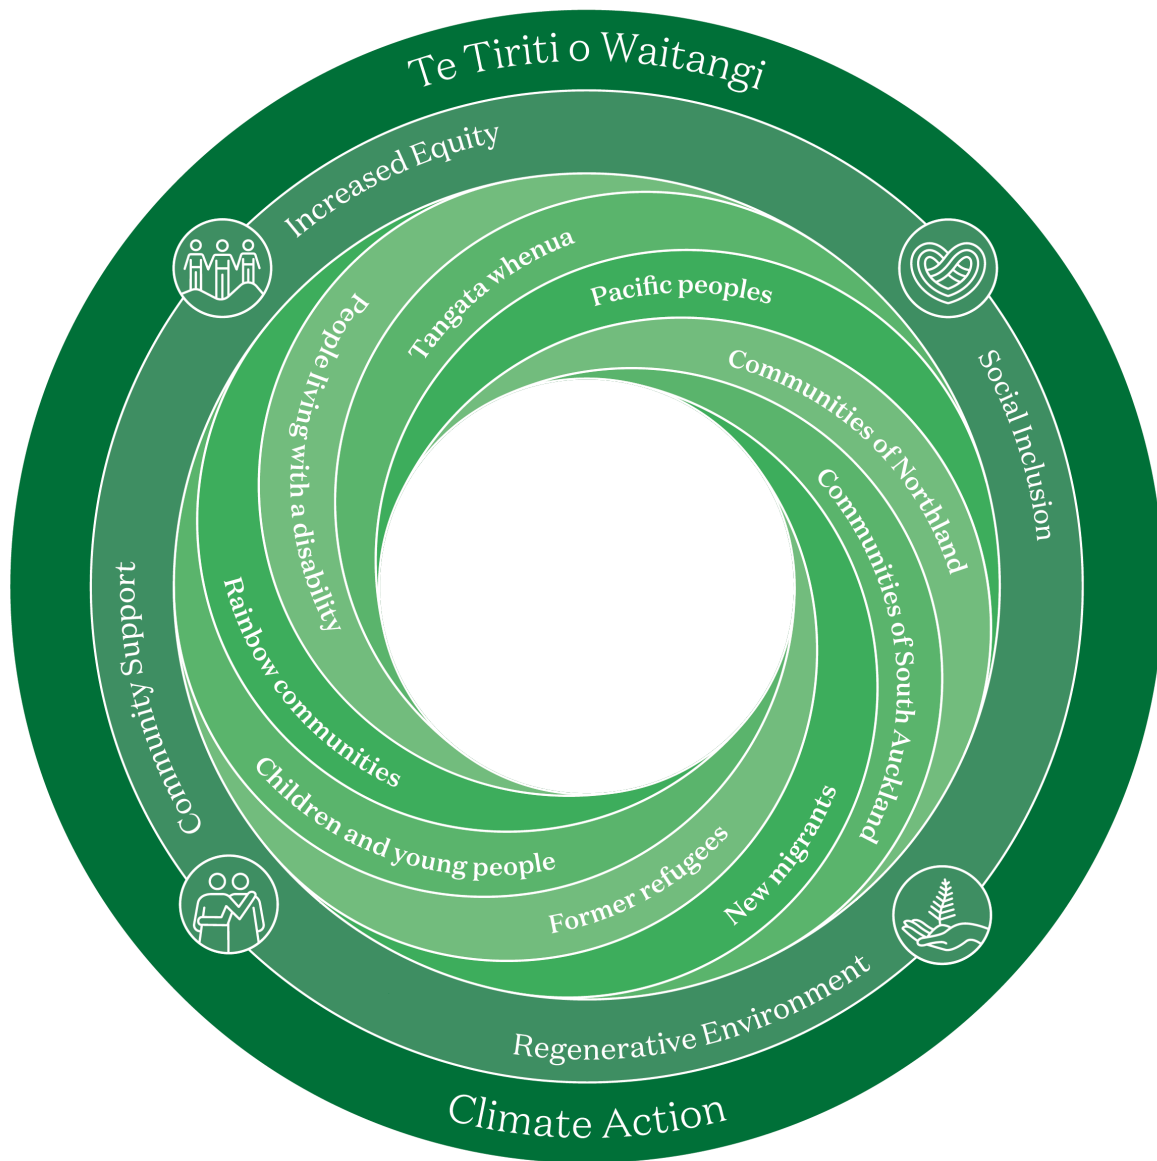 Te Tiriti o Waitangi
Increased Equity
Social Inclusion
Regenerative Environment
Community Support
Tangata whenua
Pacific peoples
Communities of Northland
Communities of South Auckland
New migrants
Former refugees
Children and young people
Rainbow communities
People living with a disability
Climate Action